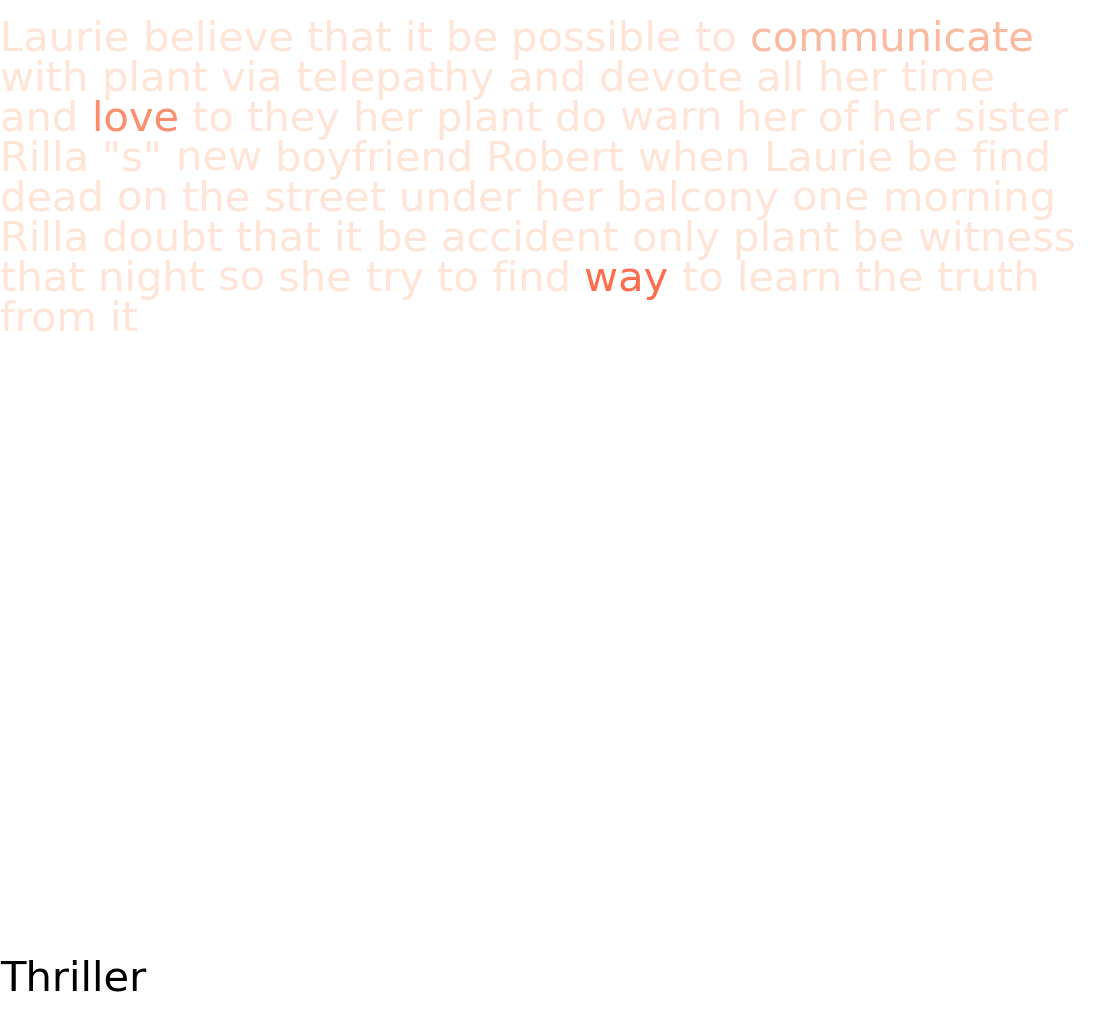 Laurie believe that it be possible to communicate
with plant via telepathy and devote all her time
and love to they her plant do warn her of her sister
Rilla "s" new boyfriend Robert when Laurie be find
dead on the street under her balcony one morning
Rilla doubt that it be accident only plant be witness
that night so she try to find way to learn the truth
from it
Thriller